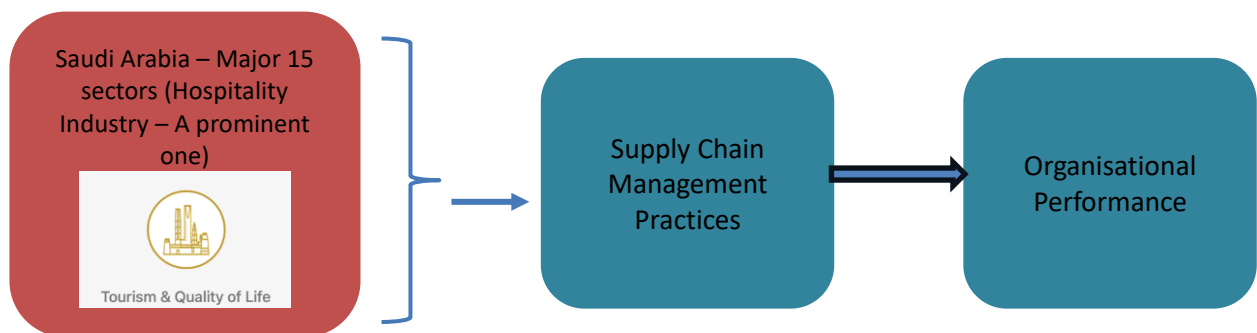 Saudi Arabia – Major 15
sectors (Hospitality
Industry – A prominent
one)
Tourism & Quality of Life
Supply Chain
Management
Practices
Organisational
Performance